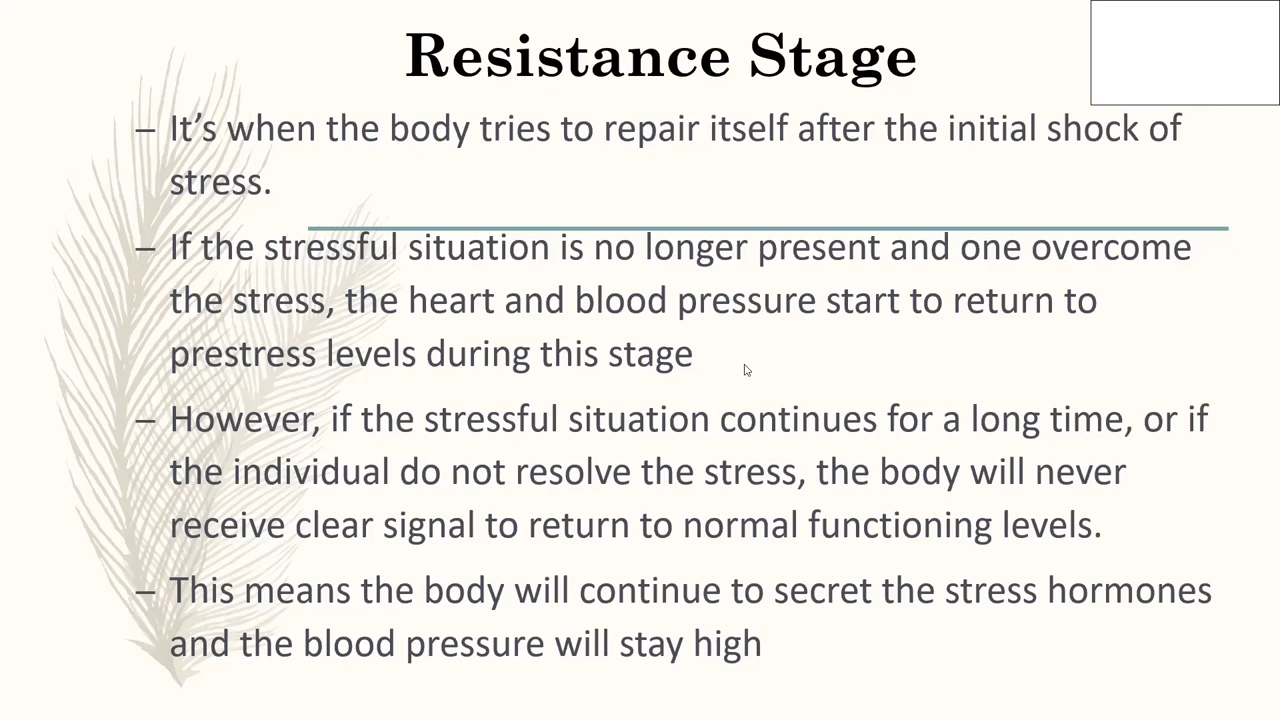 Resistance Stage
– It’s when the body tries to repair itself after the initial shock of
stress.
– If the stressful situation is no longer present and one overcome
the stress, the heart and blood pressure start to return to
prestress levels during this stage
– However, if the stressful situation continues for a long time, or if
the individual do not resolve the stress, the body will never
receive clear signal to return to normal functioning levels.
– This means the body will continue to secret the stress hormones
and the blood pressure will stay high